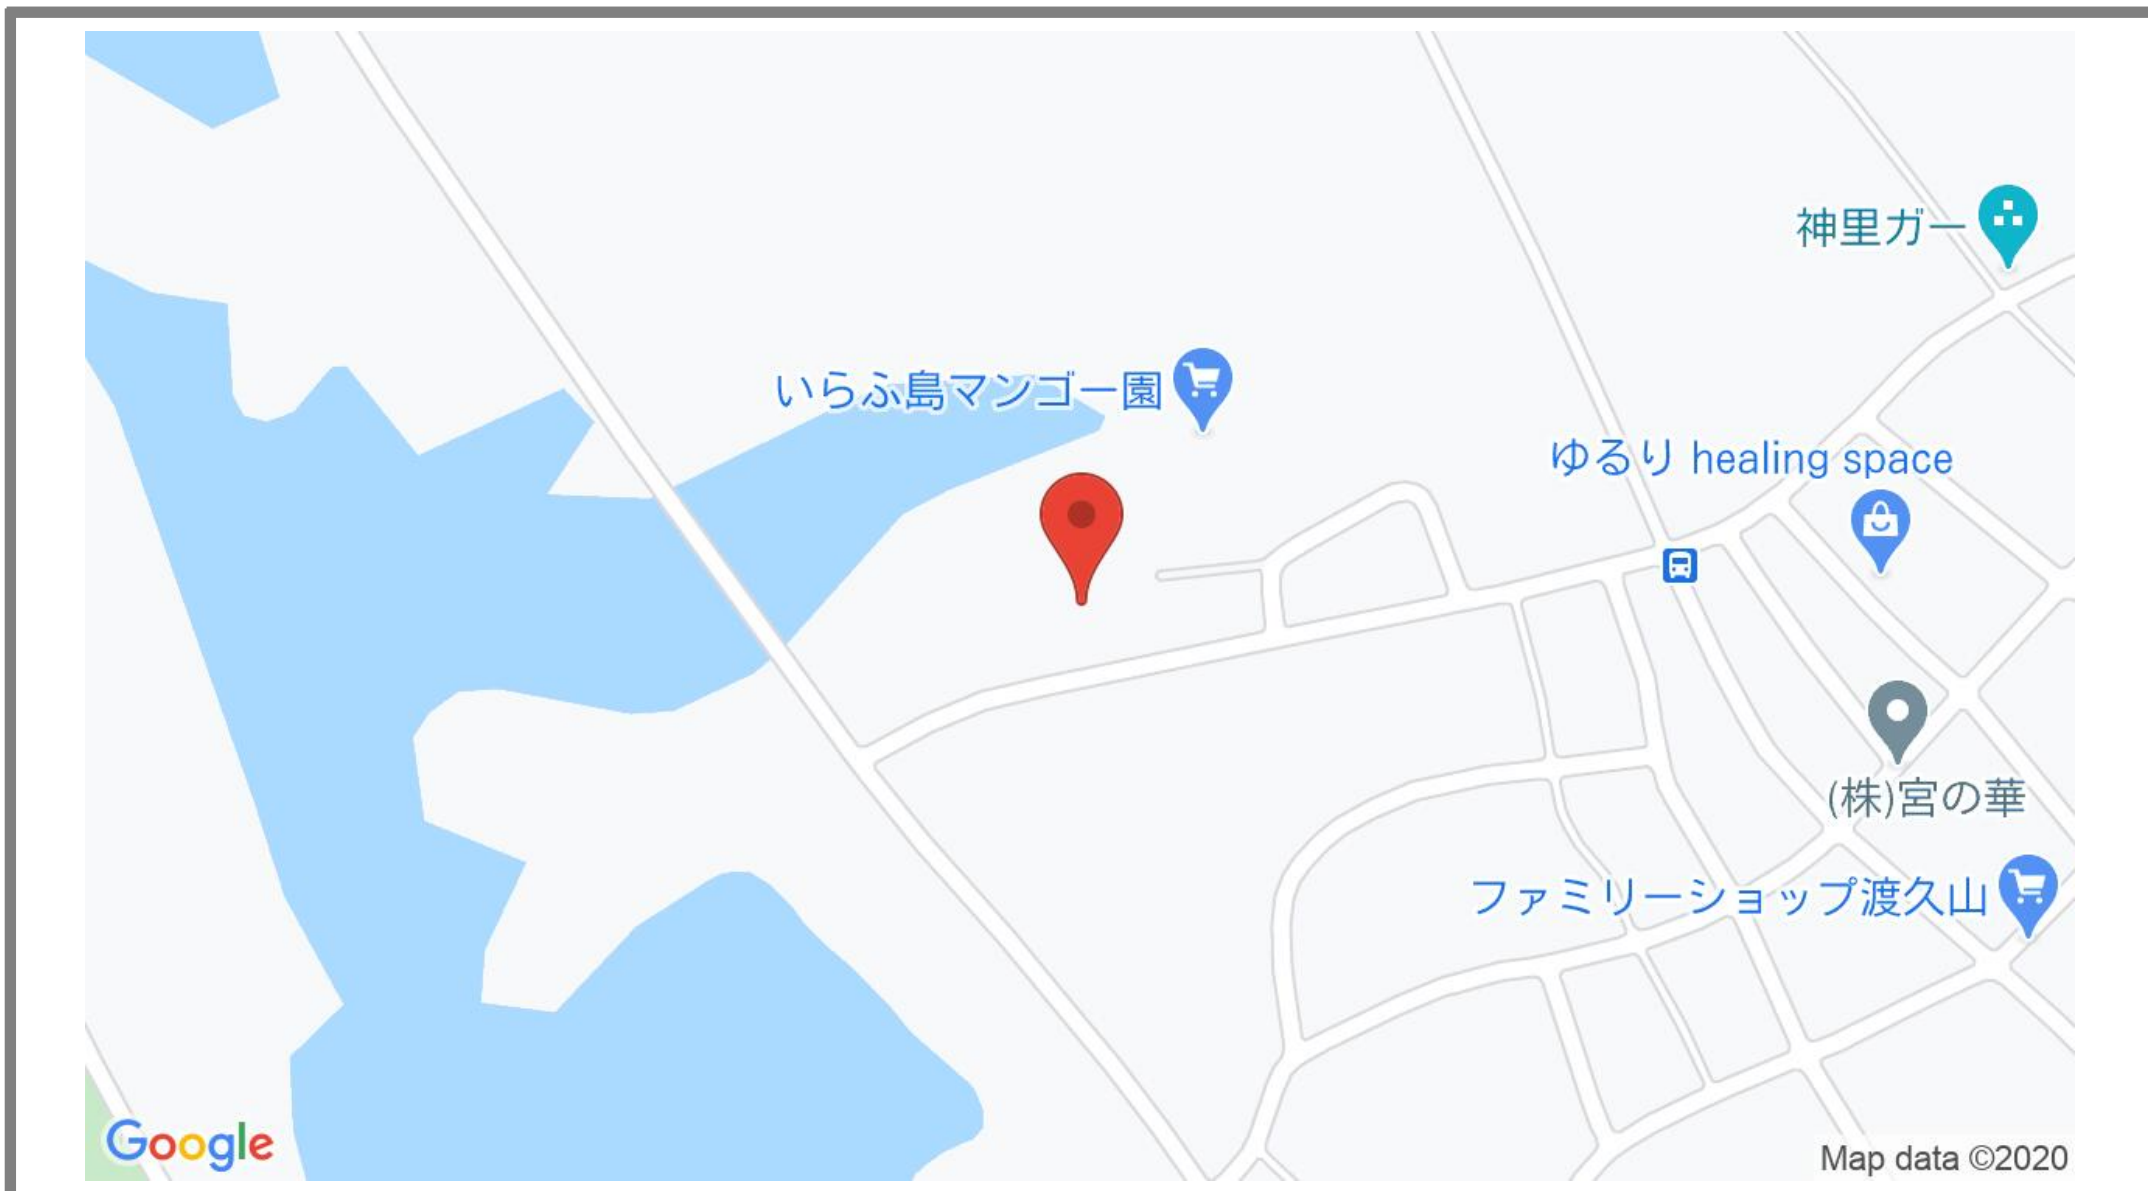 神里ガー
いらふ島マンゴー園
ゆるり healing space
(株)宮の華
ファミリーショップ渡久山
Google
Map data ©2020